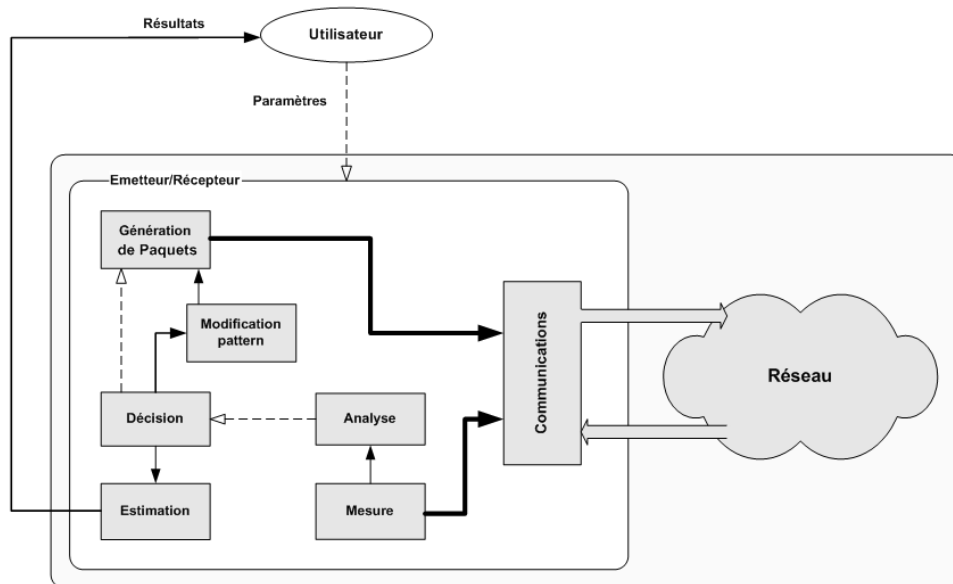 Résultats
Utilisateur
Paramètres
Emetteur/Récepteur
Génération
de Paquets
Modification
pattern
Communications
Réseau
Décision
Analyse
Estimation
Mesure